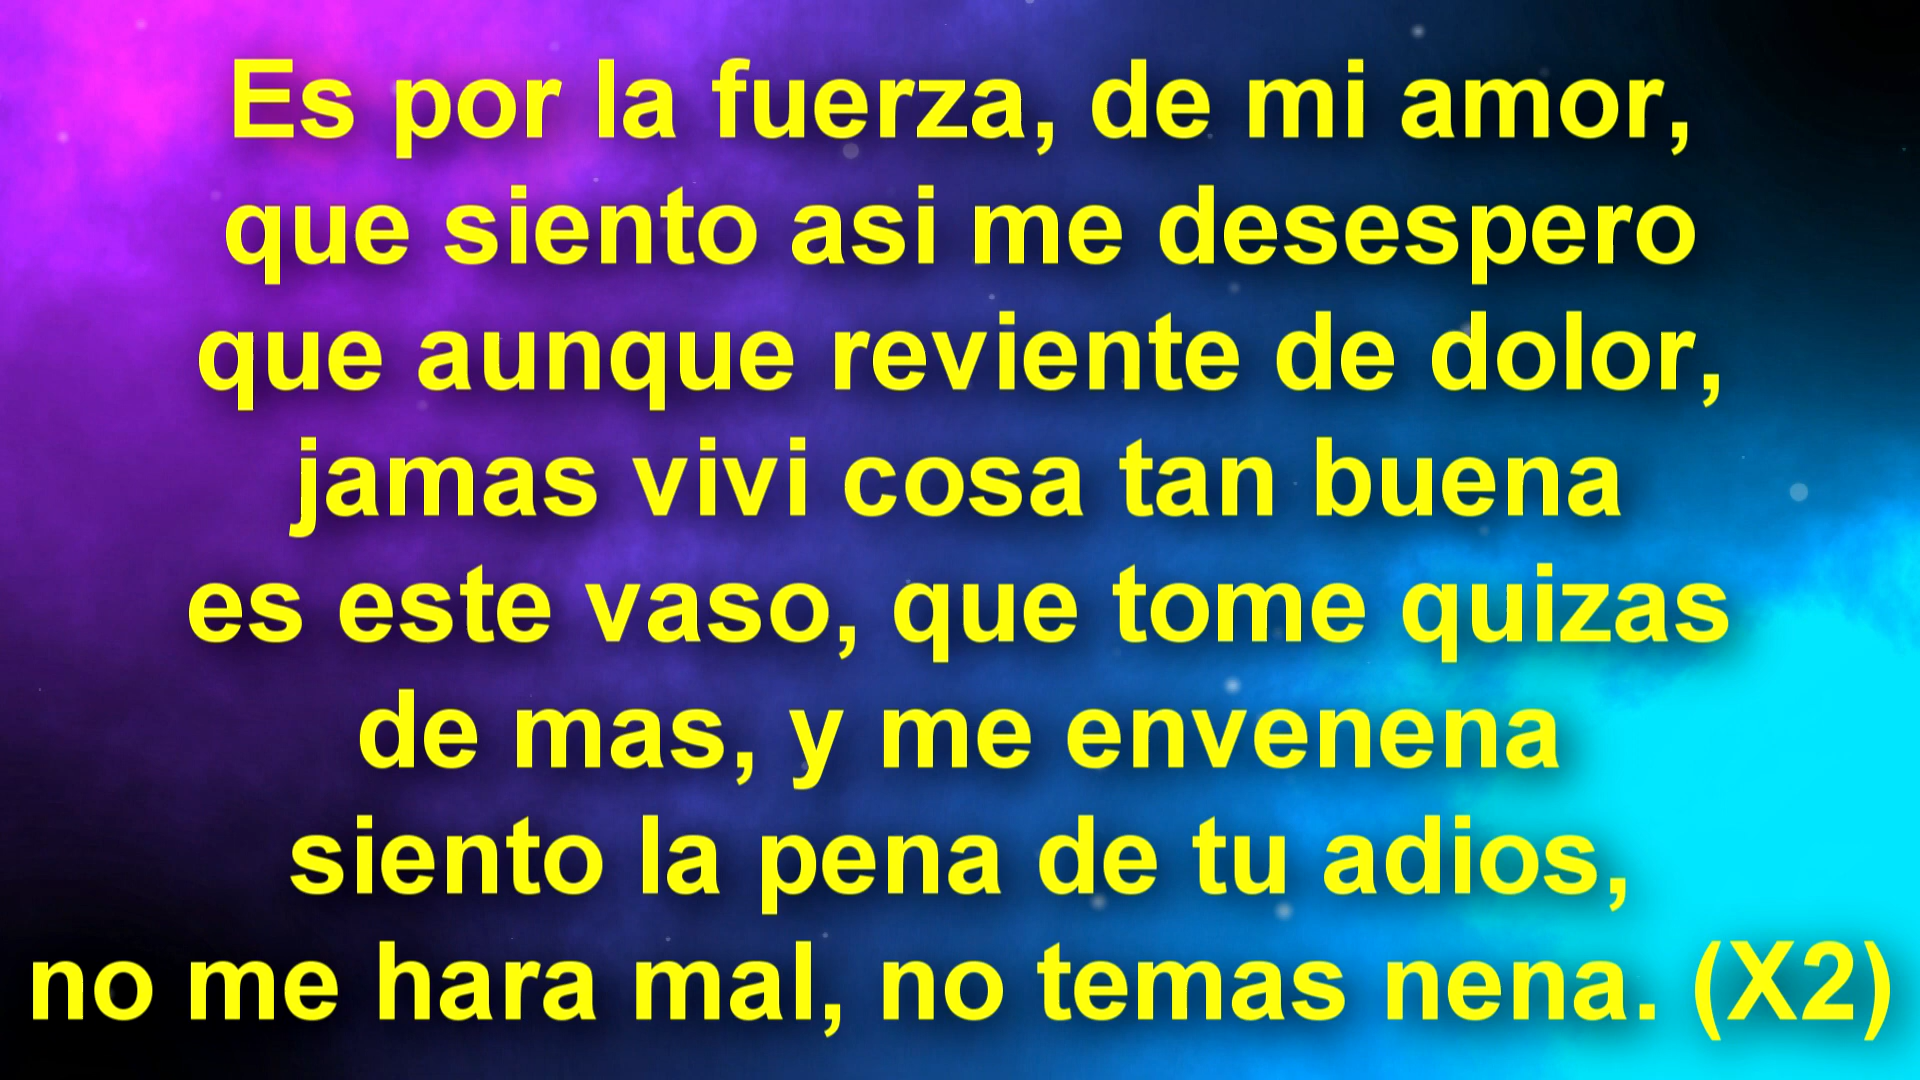 Es por la fuerza, de mi amor,
que siento asi me desespero
que aunque reviente de dolor,
jamas vivi cosa tan buena
es este vaso, que tome quizas
de mas, y me envenena
siento la pena de tu adios,
no me hara mal, no temas nena. (X2)